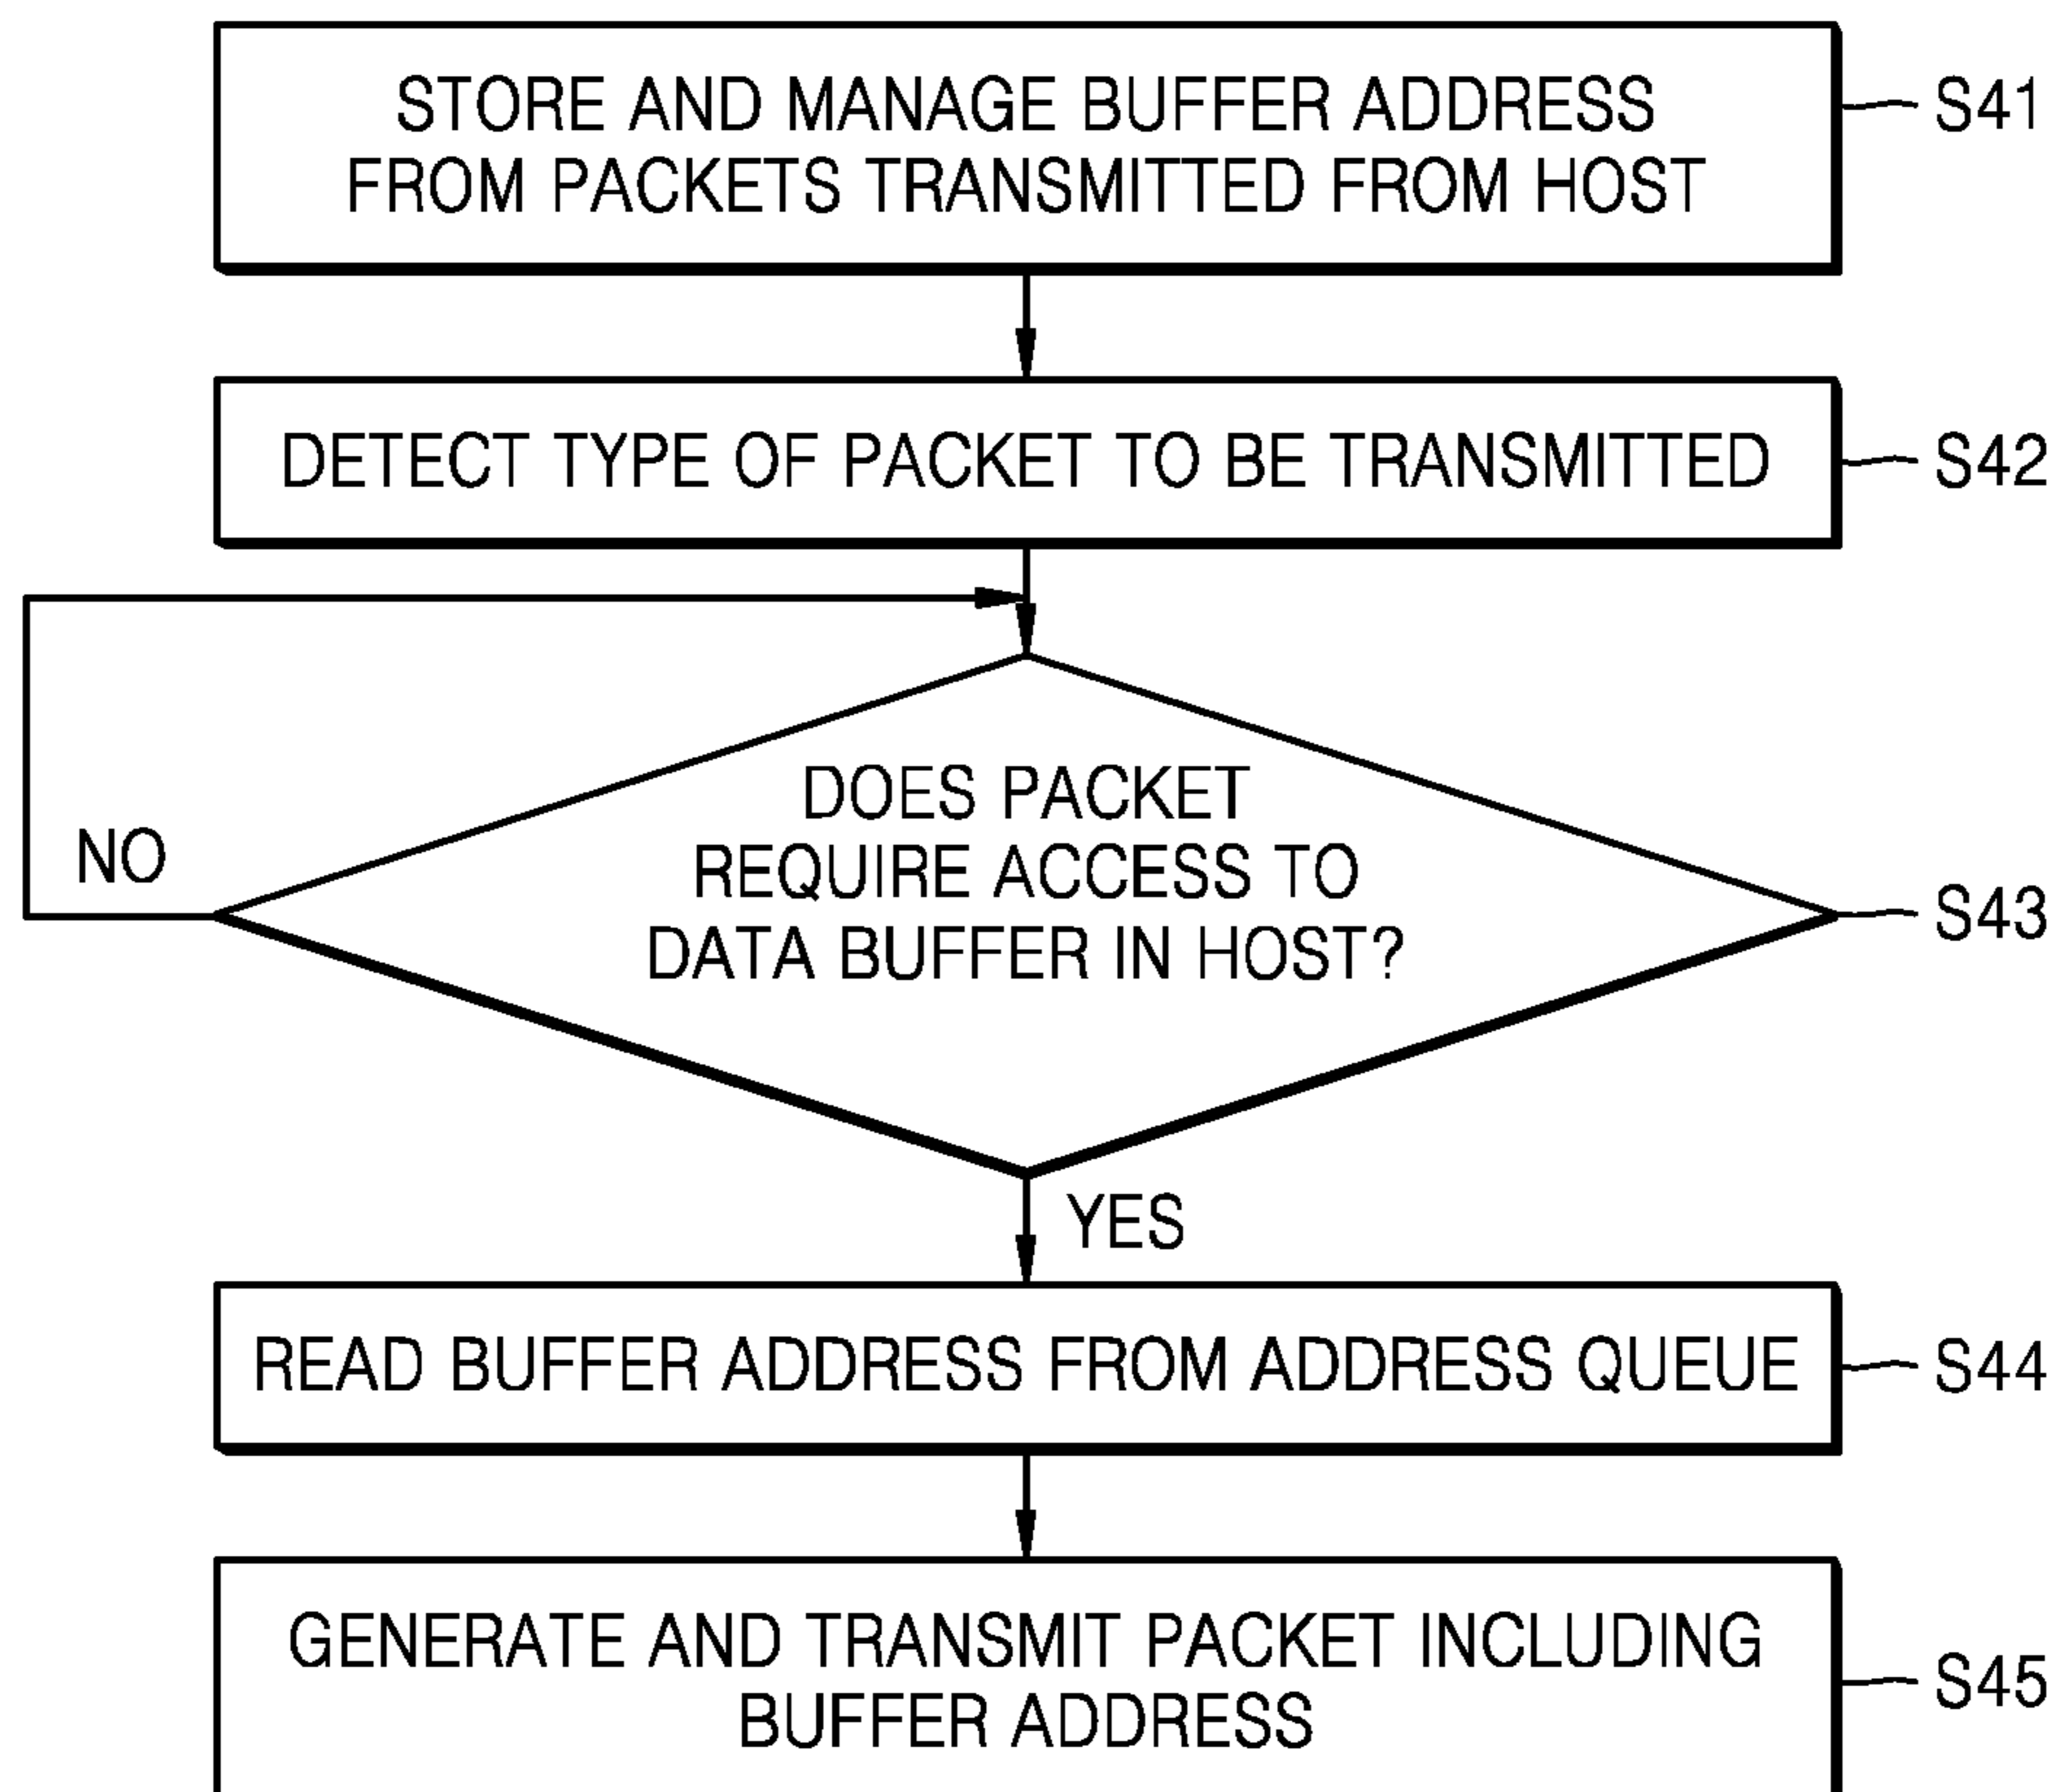 STORE AND MANAGE BUFFER ADDRESS
FROM PACKETS TRANSMITTED FROM HOST
S41
DETECT TYPE OF PACKET TO BE TRANSMITTED
S42
DOES PACKET
REQUIRE ACCESS TO
DATA BUFFER IN HOST?
NO
S43
YES
READ BUFFER ADDRESS FROM ADDRESS QUEUE
S44
GENERATE AND TRANSMIT PACKET INCLUDING
BUFFER ADDRESS
S45